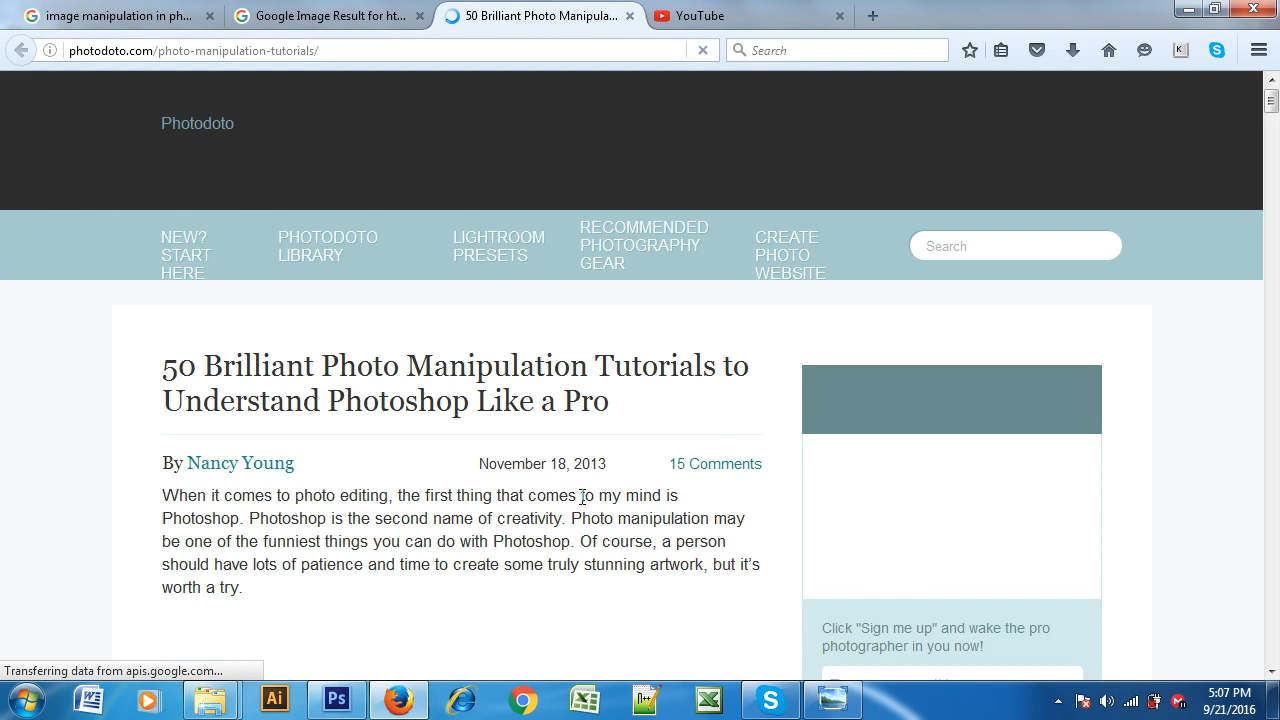 image manipulation in ph...
Google Image Result for ht...
50 Brilliant Photo Manipula...
YouTube
photodoto.com/photo-manipulation-tutorials/
Search
Photodoto
NEW?
START
HERE
PHOTODOTO
LIBRARY
LIGHTROOM
PRESETS
RECOMMENDED
PHOTOGRAPHY
GEAR
CREATE
PHOTO
WEBSITE
Search
50 Brilliant Photo Manipulation Tutorials to
Understand Photoshop Like a Pro
By Nancy Young
November 18, 2013
15 Comments
When it comes to photo editing, the first thing that comes to my mind is
Photoshop. Photoshop is the second name of creativity. Photo manipulation may
be one of the funniest things you can do with Photoshop. Of course, a person
should have lots of patience and time to create some truly stunning artwork, but it's
worth a try.
Click "Sign me up" and wake the pro
photographer in you now!
Transferring data from apis.google.com...
Ai
Ps
5:07 PM
9/21/2016